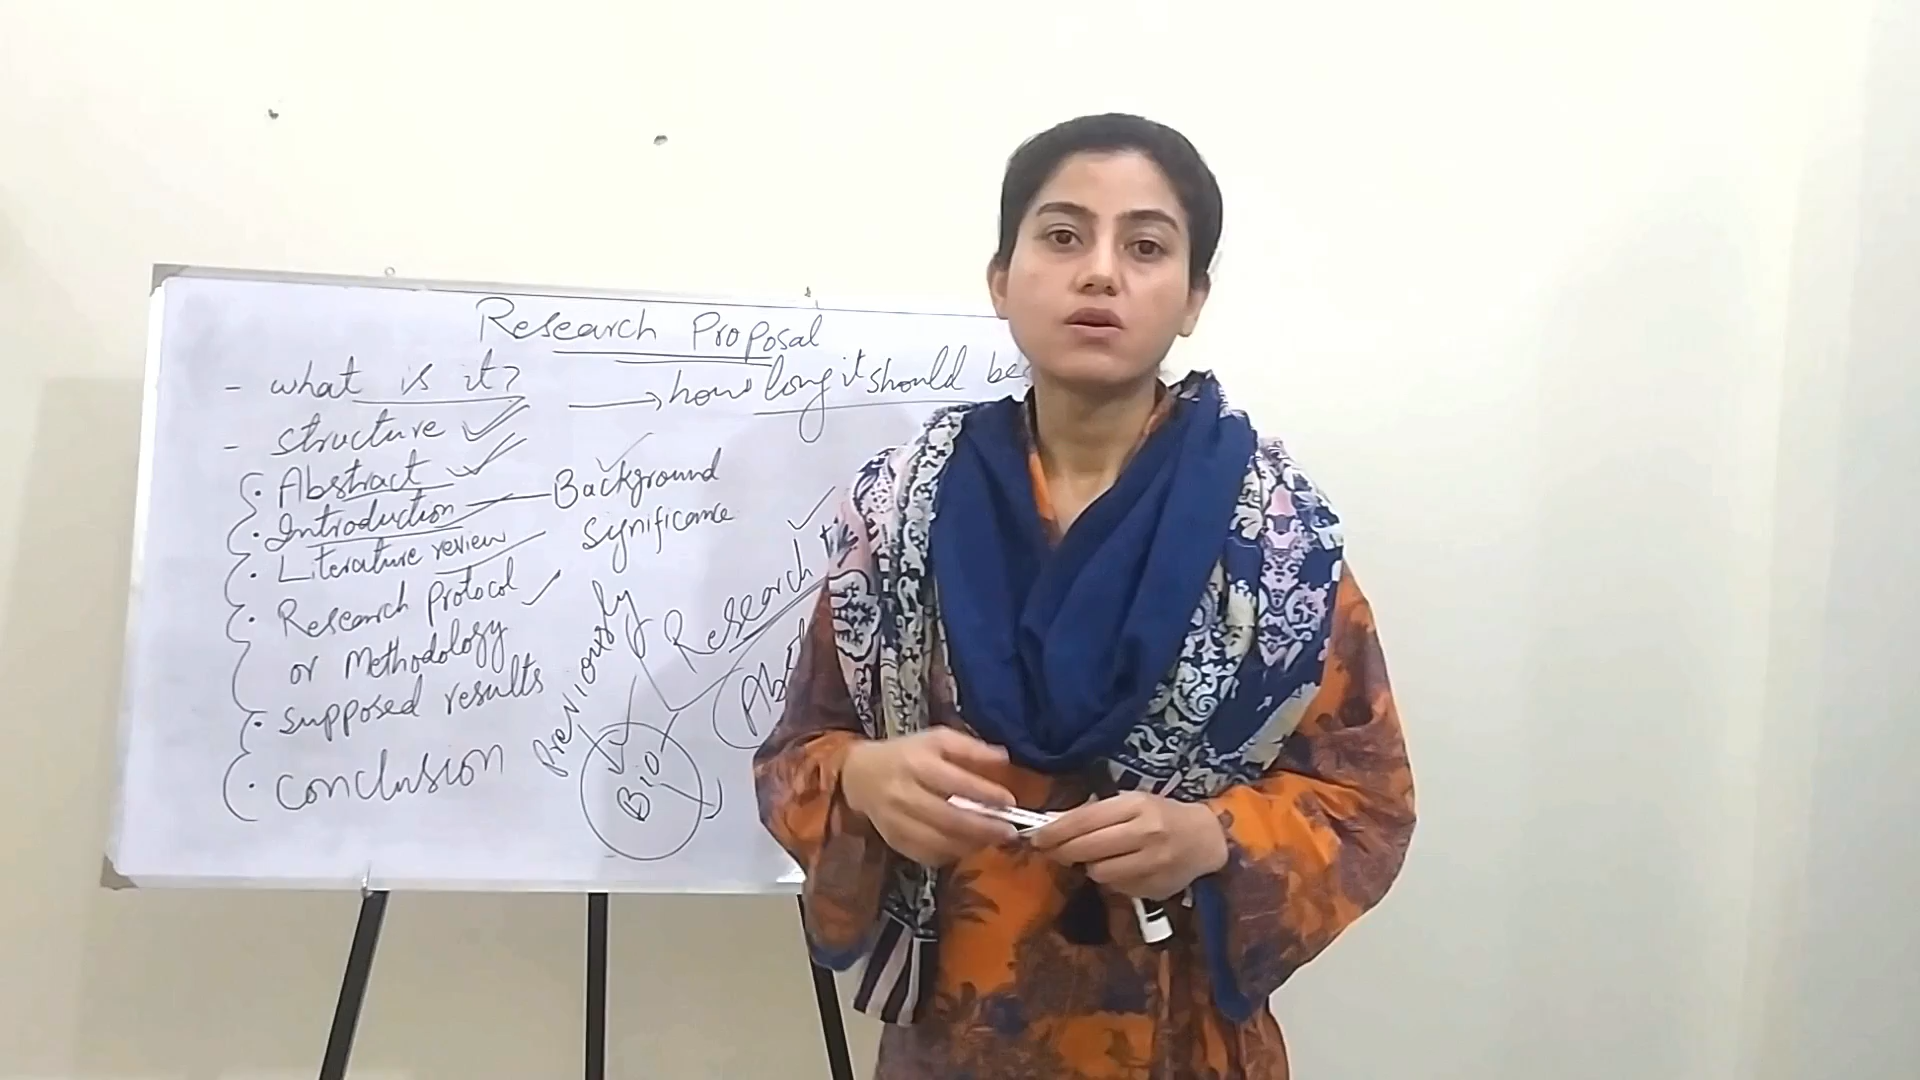 Research Proposal
- what is it?
→ how long it should be
- structure
· Abstract
· Introduction — Background
significance
· Literature review
· Research protocol
or Methodology
· supposed results
· conclusion
Previously
Research
Bio